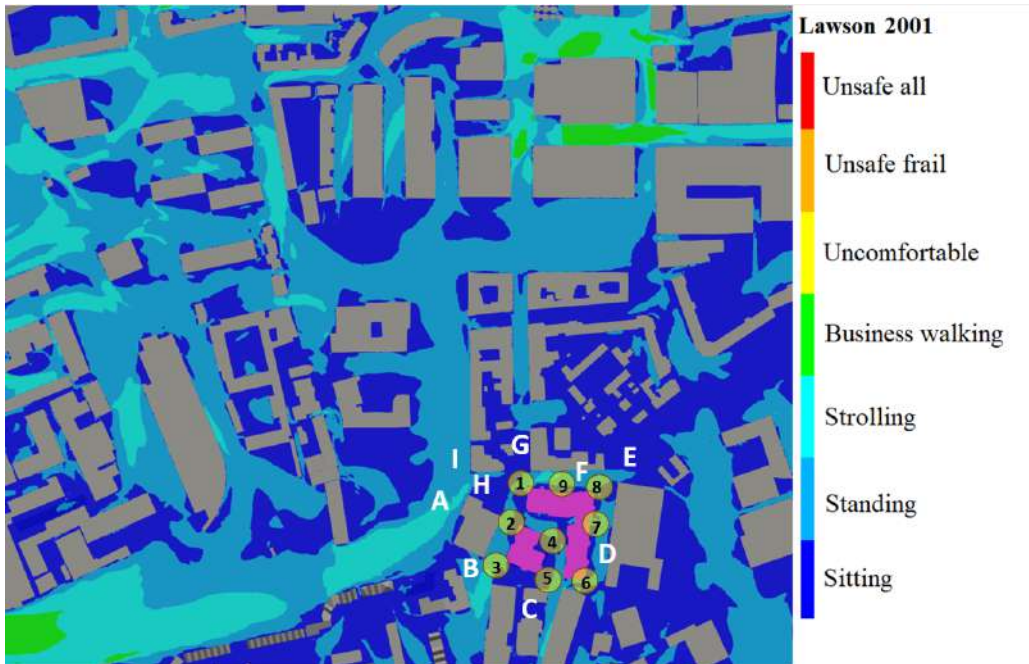 Lawson 2001
Unsafe all
Unsafe frail
Uncomfortable
Business walking
Strolling
Standing
Sitting
G
I
E
H
1
9
F
8
A
2
7
4
D
B
3
5
6
C